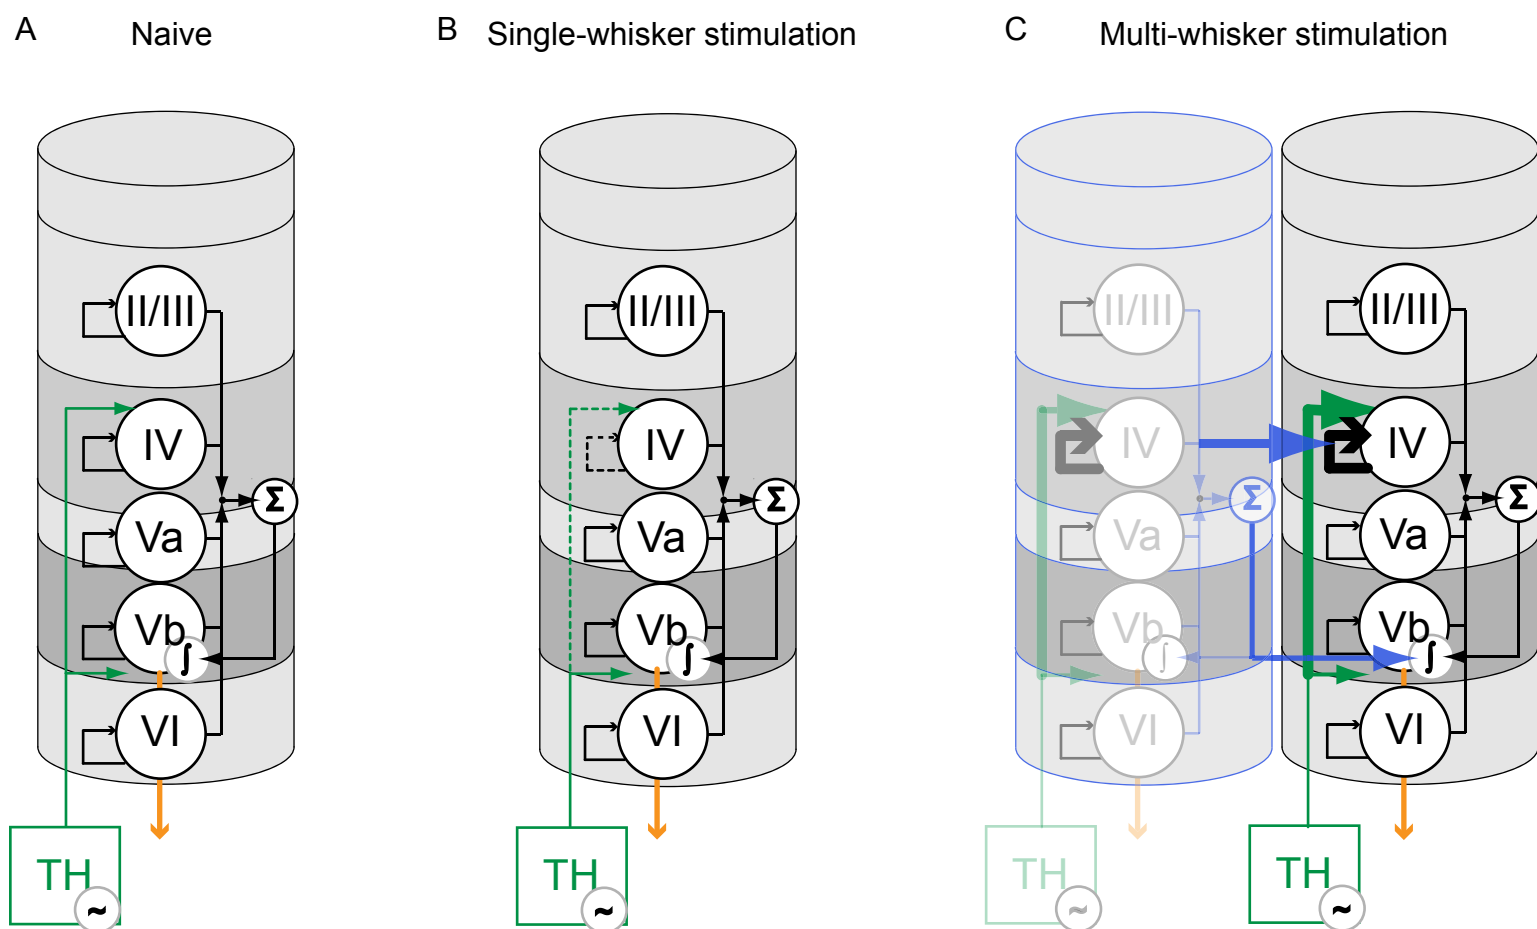 A Naive
B Single-whisker stimulation
C Multi-whisker stimulation
II/III
IV
Σ
Va
Vb
∫
VI
TH
~
II/III
IV
Σ
Va
Vb
∫
VI
TH
~
II/III
IV
Σ
Va
Vb
∫
VI
TH
~
II/III
IV
Σ
Va
Vb
∫
VI
TH
~